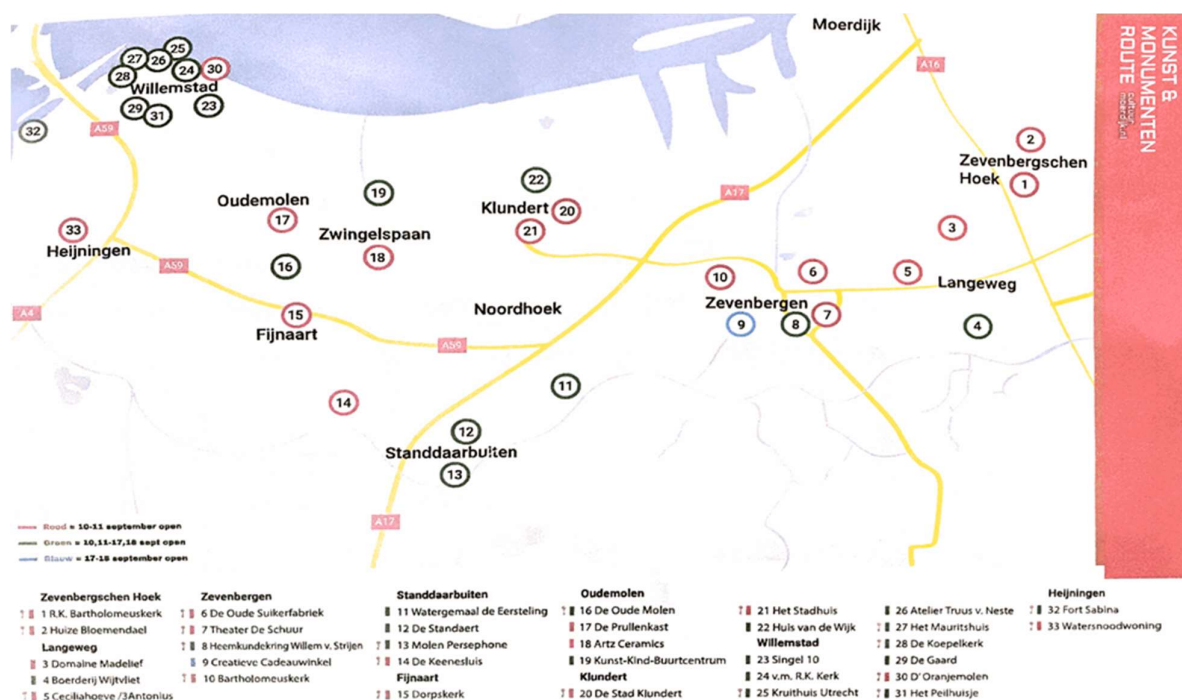 KUNST &
MONUMENTEN
ROUTE
cultuur
moerdijk.nl
Moerdijk
A16
25
27
26
28
24
30
Willemstad
29
31
23
32
A59
2
Zevenbergschen
Hoek
1
22
19
A17
Oudemolen
17
Klundert
20
21
33
Heijningen
Zwingelspaan
18
3
A59
16
10
6
5
Langeweg
A4
15
Fijnaart
Noordhoek
Zevenbergen
9
8
7
4
A59
11
14
12
Standdaarbuiten
13
A17
Rood = 10-11 september open
Groen = 10,11-17,18 sept open
Blauw = 17-18 september open
Zevenbergschen Hoek
1 R.K. Bartholomeuskerk
2 Huize Bloemendael
Langeweg
3 Domaine Madelief
4 Boerderij Wijtvliet
5 Ceciliahoeve /3Antonius
Zevenbergen
6 De Oude Suikerfabriek
7 Theater De Schuur
8 Heemkundekring Willem v. Strijen
9 Creatieve Cadeauwinkel
10 Bartholomeuskerk
Standdaarbuiten
11 Watergemaal de Eersteling
12 De Standaert
13 Molen Persephone
14 De Keenesluis
Fijnaart
15 Dorpskerk
Oudemolen
16 De Oude Molen
17 De Prullenkast
18 Artz Ceramics
19 Kunst-Kind-Buurtcentrum
Klundert
20 De Stad Klundert
21 Het Stadhuis
22 Huis van de Wijk
Willemstad
23 Singel 10
24 v.m. R.K. Kerk
25 Kruithuis Utrecht
26 Atelier Truus v. Neste
27 Het Mauritshuis
28 De Koepelkerk
29 De Gaard
30 D'Oranjemolen
31 Het Peilhuisje
Heijningen
32 Fort Sabina
33 Watersnoodwoning